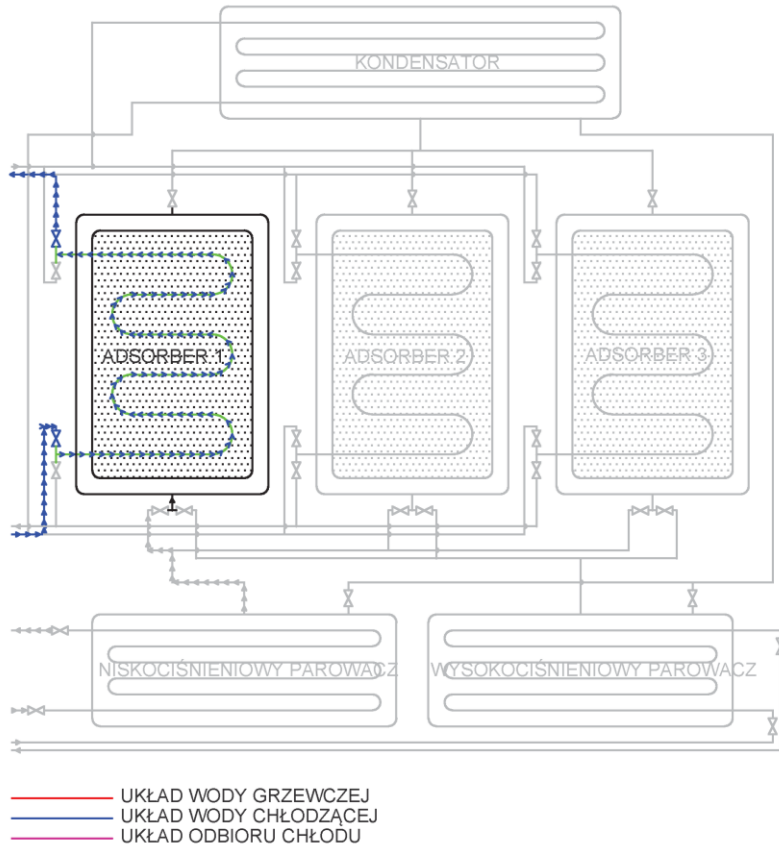 KONDENSATOR
ADSORBER 1
ADSORBER 2
ADSORBER 3
NISKOCIŚNIENIOWY PAROWACZ
WYSOKOCIŚNIENIOWY PAROWACZ
UKŁAD WODY GRZEWCZEJ
UKŁAD WODY CHŁODZĄCEJ
UKŁAD ODBIORU CHŁODU